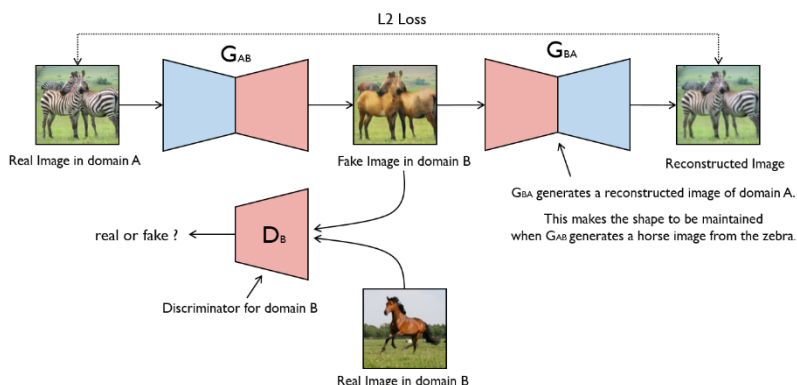 L2 Loss
GAB
GBA
Real Image in domain A
Fake Image in domain B
Reconstructed Image
GBA generates a reconstructed image of domain A.
This makes the shape to be maintained
when GAB generates a horse image from the zebra.
real or fake ?
DB
Discriminator for domain B
Real Image in domain B